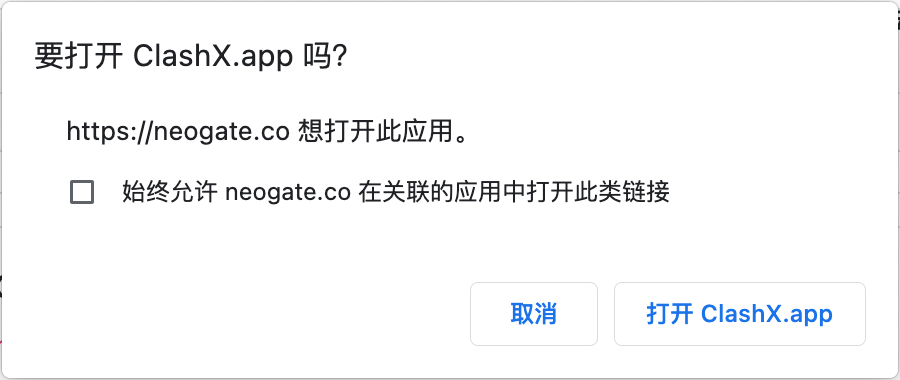 要打开 ClashX.app 吗？
https://neogate.co 想打开此应用。
始终允许 neogate.co 在关联的应用中打开此类链接
取消
打开 ClashX.app